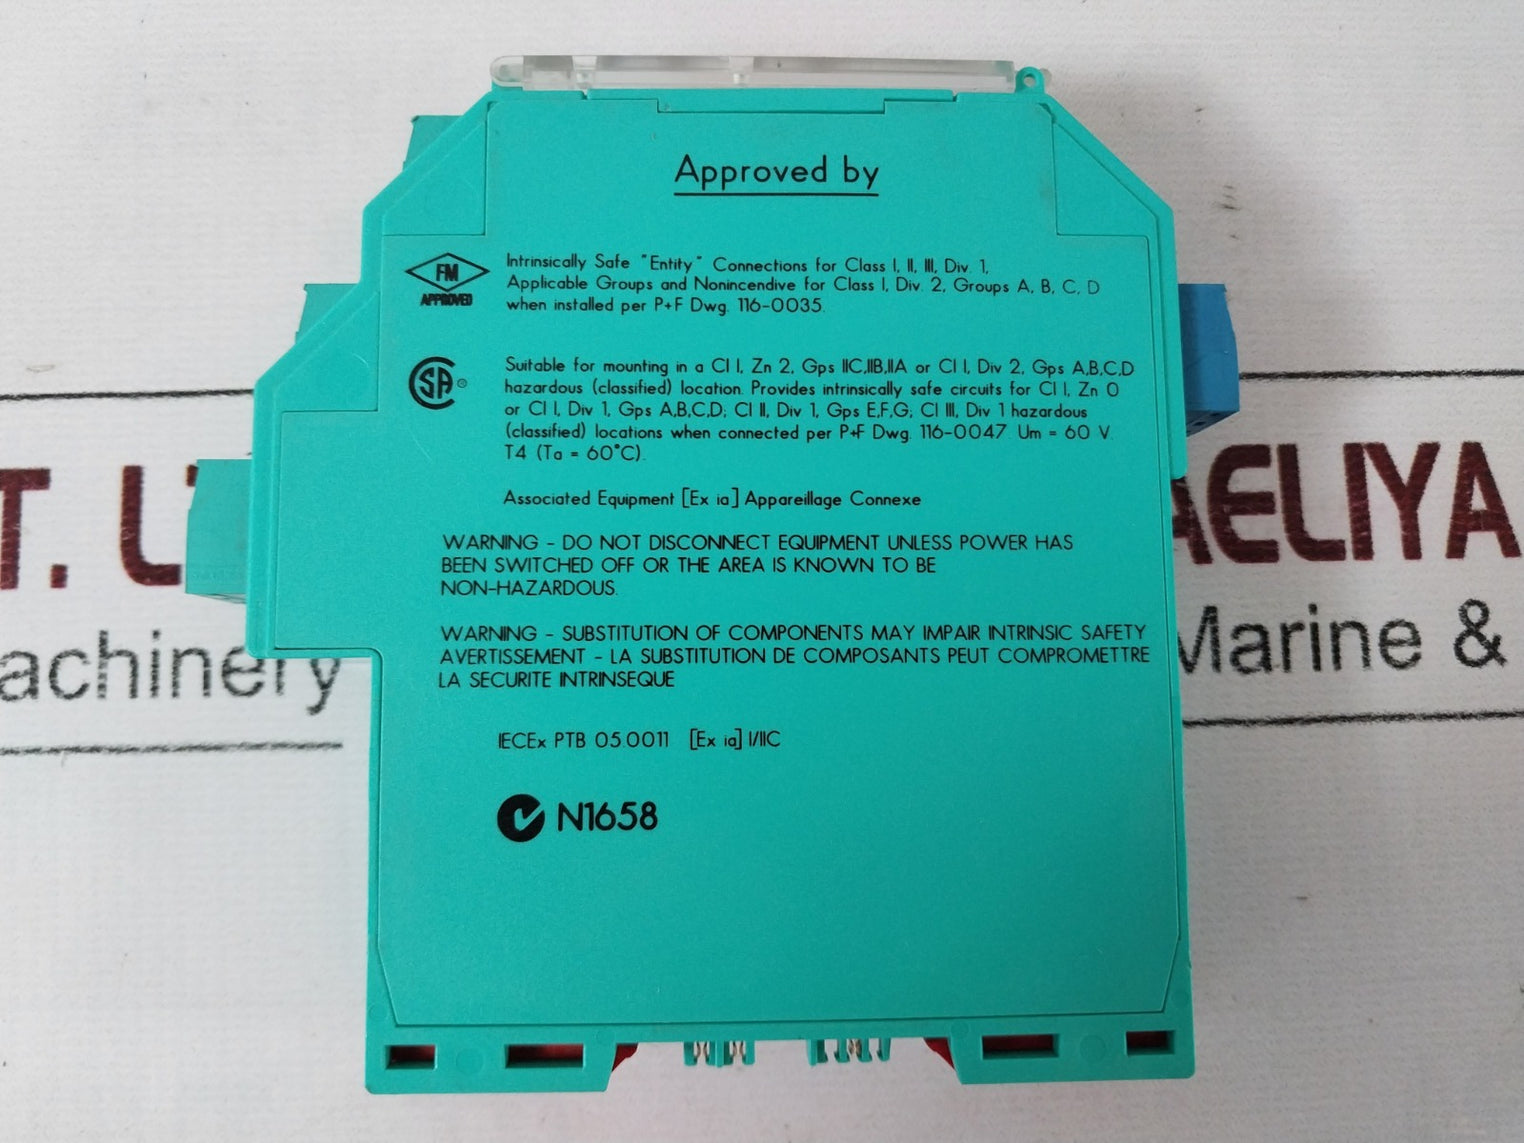 Approved by
FM
APPROVED
Intrinsically Safe "Entity" Connections for Class I, II, III, Div. 1,
Applicable Groups and Nonincendive for Class I, Div. 2, Groups A, B, C, D
when installed per P+F Dwg. 116-0035.
SA ®
Suitable for mounting in a Cl I, Zn 2, Gps IIC,IIB,IIA or Cl I, Div 2, Gps A,B,C,D
hazardous (classified) location. Provides intrinsically safe circuits for Cl I, Zn 0
or Cl I, Div 1, Gps A,B,C,D; Cl II, Div 1, Gps E,F,G; Cl III, Div 1 hazardous
(classified) locations when connected per P+F Dwg. 116-0047. Um = 60 V.
T4 (Ta = 60°C).
Associated Equipment [Ex ia] Appareillage Connexe
WARNING - DO NOT DISCONNECT EQUIPMENT UNLESS POWER HAS
BEEN SWITCHED OFF OR THE AREA IS KNOWN TO BE
NON-HAZARDOUS.
WARNING - SUBSTITUTION OF COMPONENTS MAY IMPAIR INTRINSIC SAFETY
AVERTISSEMENT - LA SUBSTITUTION DE COMPOSANTS PEUT COMPROMETTRE
LA SECURITE INTRINSEQUE
IECEx PTB 05.0011 [Ex ia] I/IIC
N1658
T. L AELIYA
achinery Marine &